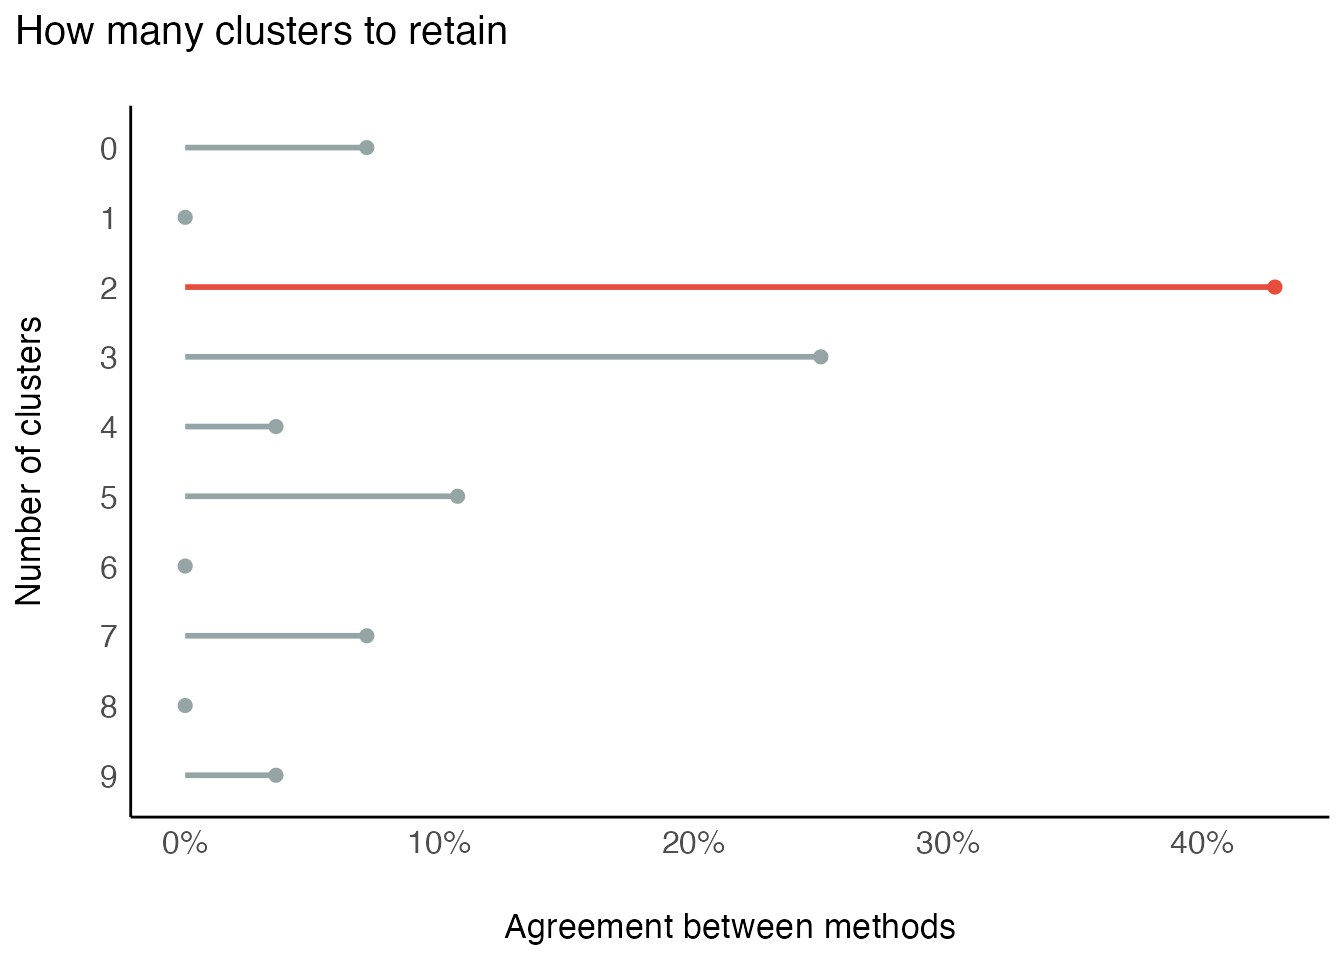 How many clusters to retain
Number of clusters
0
1
2
3
4
5
6
7
8
9
0% 10% 20% 30% 40%
Agreement between methods